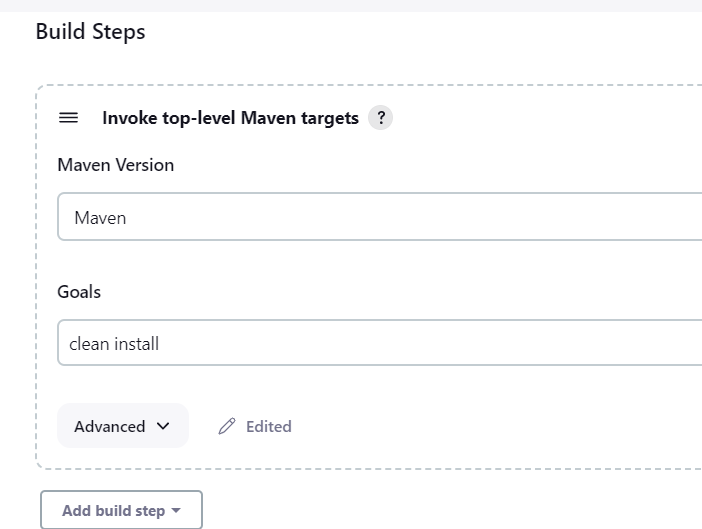 Build Steps
Invoke top-level Maven targets ?
Maven Version
Maven
Goals
clean install
Advanced Edited
Add build step